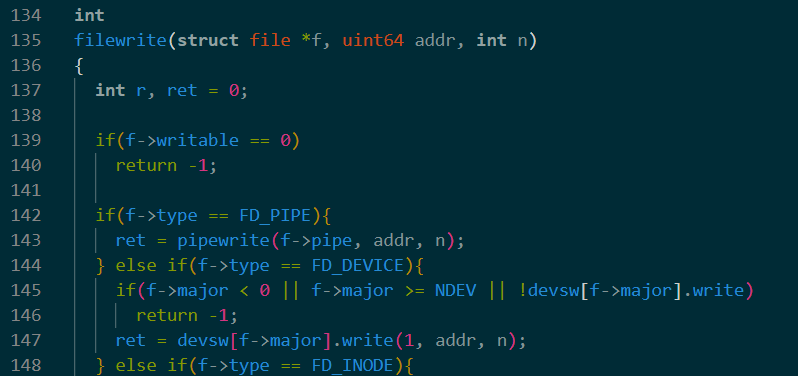 134 int
135 filewrite(struct file *f, uint64 addr, int n)
136 {
137   int r, ret = 0;
138
139   if(f->writable == 0)
140     return -1;
141
142   if(f->type == FD_PIPE){
143     ret = pipewrite(f->pipe, addr, n);
144   } else if(f->type == FD_DEVICE){
145     if(f->major < 0 || f->major >= NDEV || !devsw[f->major].write)
146       return -1;
147     ret = devsw[f->major].write(1, addr, n);
148   } else if(f->type == FD_INODE){